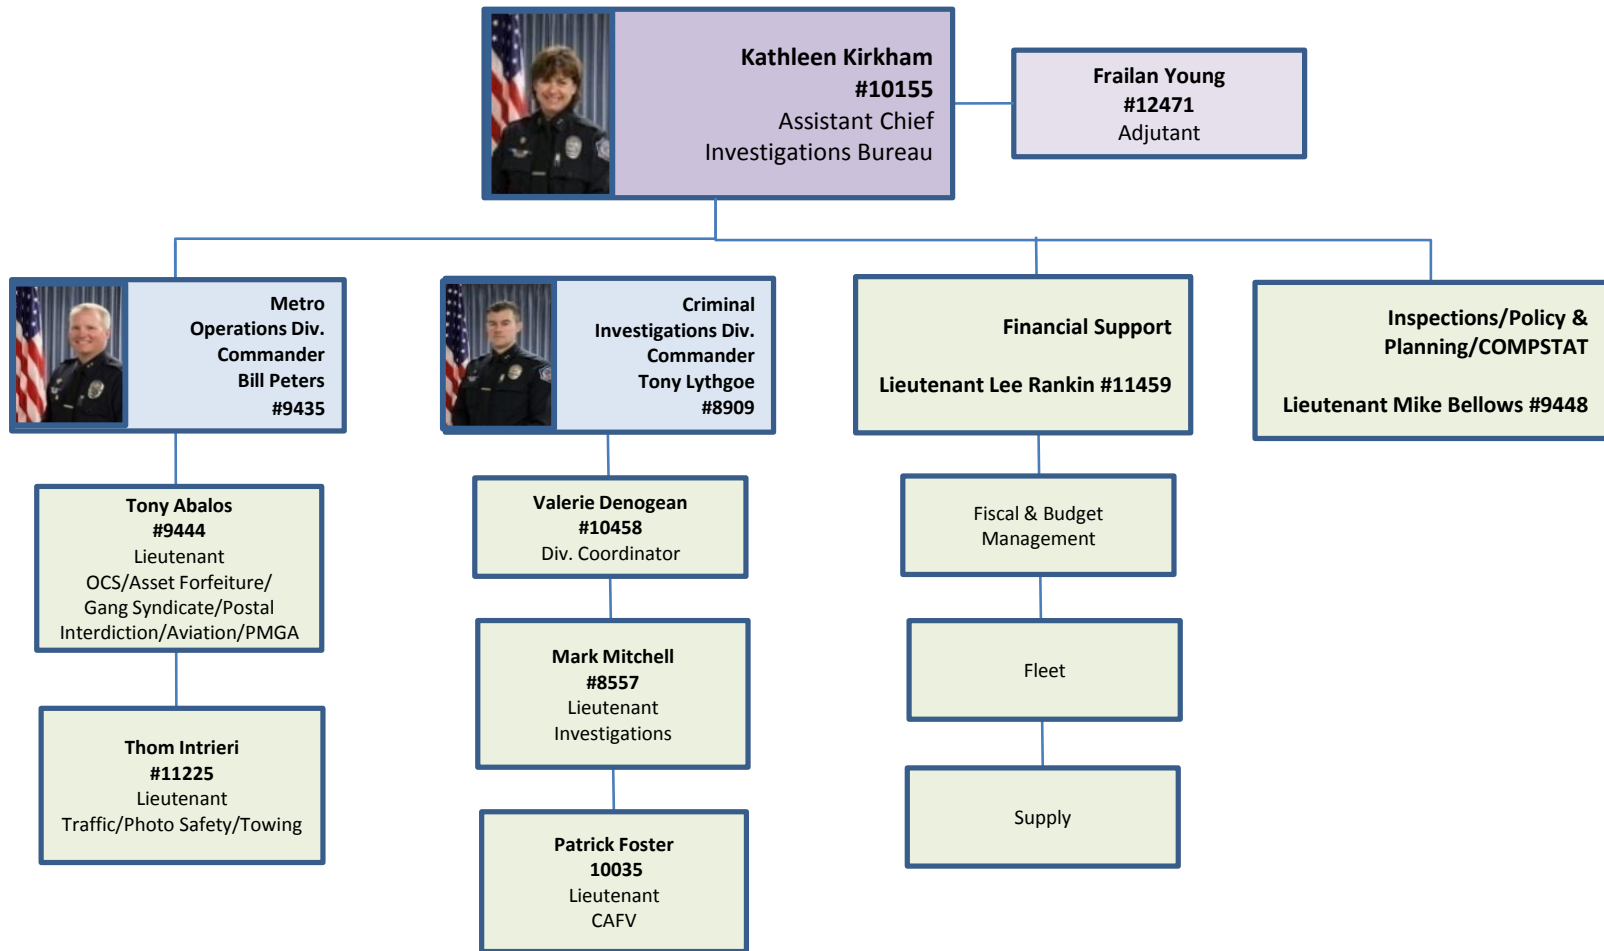 Kathleen Kirkham
#10155
Assistant Chief
Investigations Bureau
Frailan Young
#12471
Adjutant
Metro
Operations Div.
Commander
Bill Peters
#9435
Criminal
Investigations Div.
Commander
Tony Lythgoe
#8909
Financial Support
Lieutenant Lee Rankin #11459
Inspections/Policy &
Planning/COMPSTAT
Lieutenant Mike Bellows #9448
Tony Abalos
#9444
Lieutenant
OCS/Asset Forfeiture/
Gang Syndicate/Postal
Interdiction/Aviation/PMGA
Valerie Denogean
#10458
Div. Coordinator
Fiscal & Budget
Management
Mark Mitchell
#8557
Lieutenant
Investigations
Fleet
Thom Intrieri
#11225
Lieutenant
Traffic/Photo Safety/Towing
Patrick Foster
10035
Lieutenant
CAFV
Supply